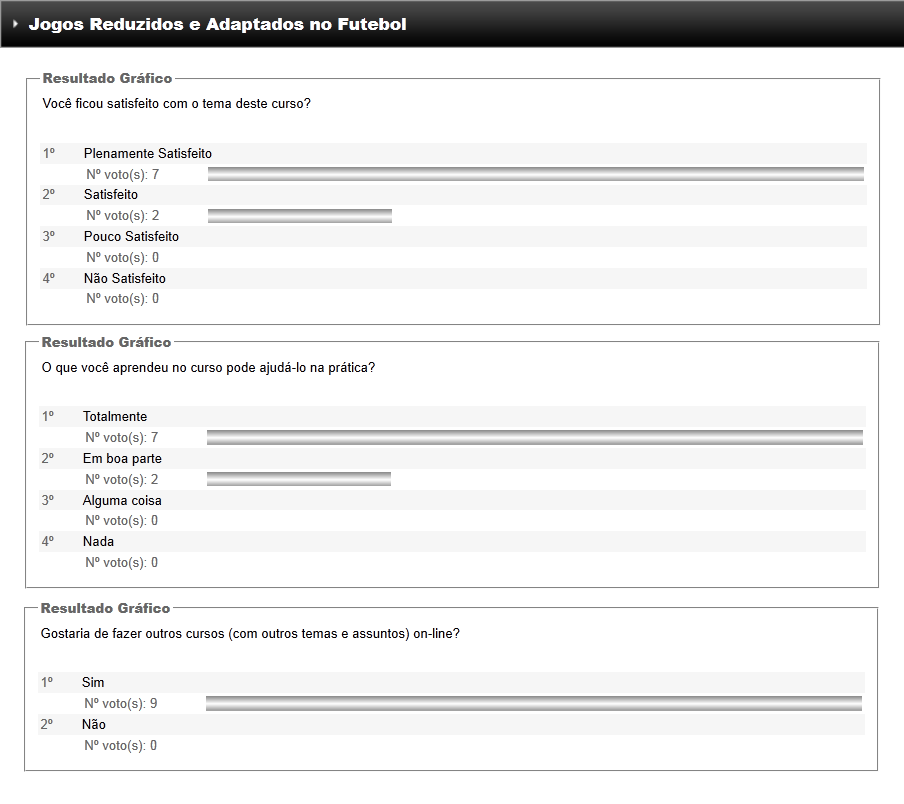 Jogos Reduzidos e Adaptados no Futebol
Resultado Gráfico
Você ficou satisfeito com o tema deste curso?
1º Plenamente Satisfeito
Nº voto(s): 7
2º Satisfeito
Nº voto(s): 2
3º Pouco Satisfeito
Nº voto(s): 0
4º Não Satisfeito
Nº voto(s): 0
Resultado Gráfico
O que você aprendeu no curso pode ajudá-lo na prática?
1º Totalmente
Nº voto(s): 7
2º Em boa parte
Nº voto(s): 2
3º Alguma coisa
Nº voto(s): 0
4º Nada
Nº voto(s): 0
Resultado Gráfico
Gostaria de fazer outros cursos (com outros temas e assuntos) on-line?
1º Sim
Nº voto(s): 9
2º Não
Nº voto(s): 0